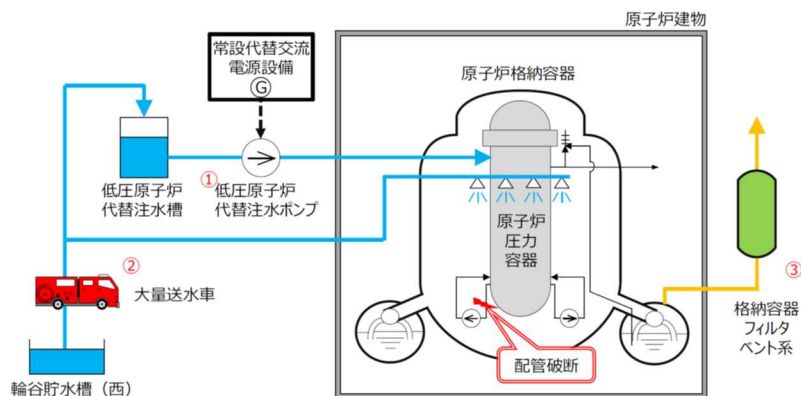 原子炉建物
常設代替交流
電源設備
G
原子炉格納容器
低圧原子炉
代替注水槽
①
低圧原子炉
代替注水ポンプ
原子炉
圧力
容器
②
大量送水車
③
格納容器
フィルタ
ベント系
配管破断
輪谷貯水槽（西）